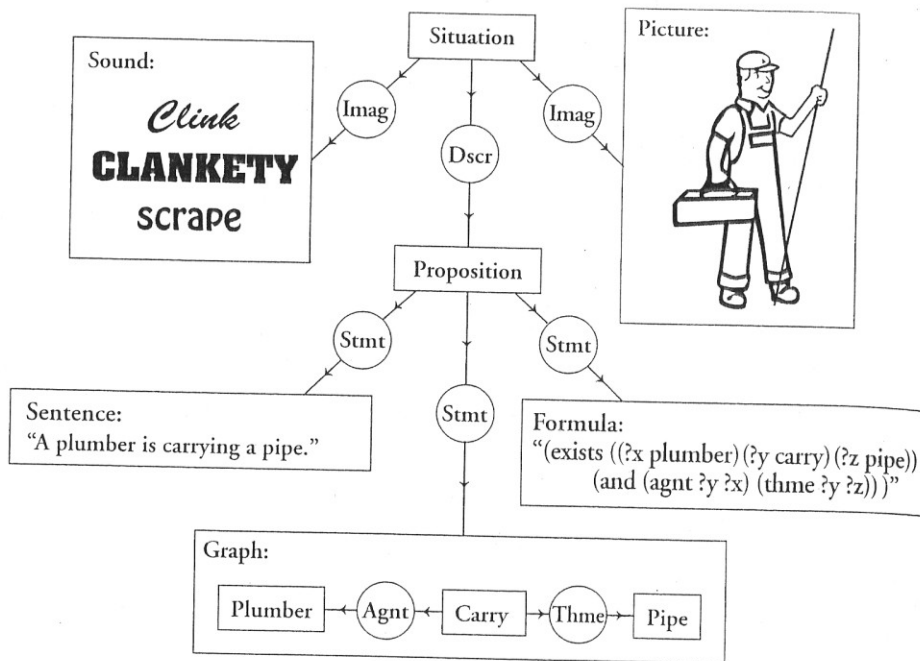 Situation
Sound:
Clink
CLANKETY
scrape
Imag
Imag
Picture:
Dscr
Proposition
Stmt
Stmt
Stmt
Sentence:
“A plumber is carrying a pipe.”
Formula:
“(exists ((?x plumber) (?y carry) (?z pipe))
(and (agnt ?y ?x) (thme ?y ?z)))”
Graph:
Plumber Agnt Carry Thme Pipe